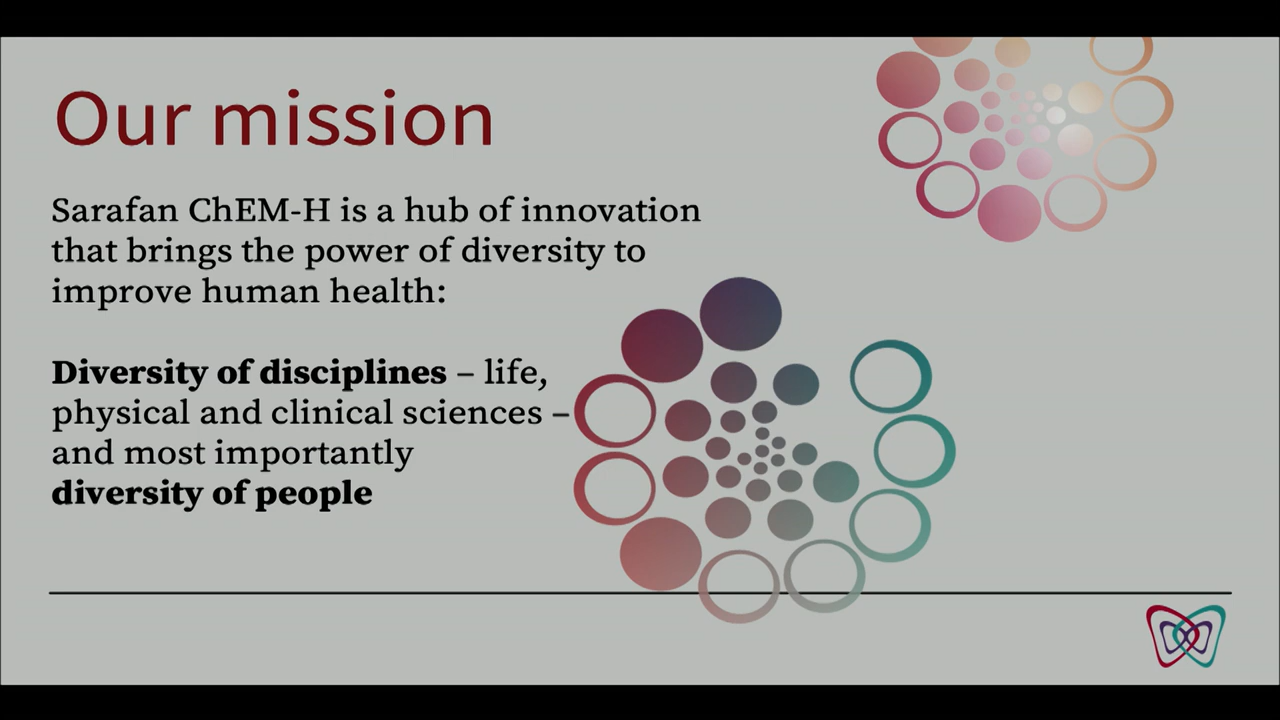 Our mission
Sarafan ChEM-H is a hub of innovation
that brings the power of diversity to
improve human health:
Diversity of disciplines – life,
physical and clinical sciences –
and most importantly
diversity of people